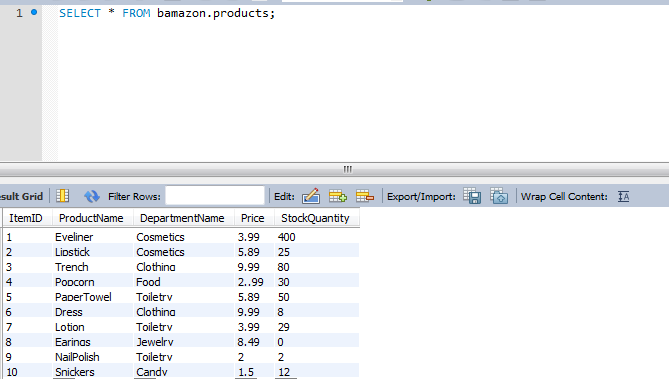 1 SELECT * FROM bamazon.products;
esult Grid Filter Rows: Edit: Export/Import: Wrap Cell Content: IA
ItemID ProductName DepartmentName Price StockQuantity
1 Eyeliner Cosmetics 3.99 400
2 Lipstick Cosmetics 5.89 25
3 Trench Clothing 9.99 80
4 Popcorn Food 2..99 30
5 PaperTowel Toiletry 5.89 50
6 Dress Clothing 9.99 8
7 Lotion Toiletry 3.99 29
8 Earings Jewelry 8.49 0
9 NailPolish Toiletry 2 2
10 Snickers Candy 1.5 12